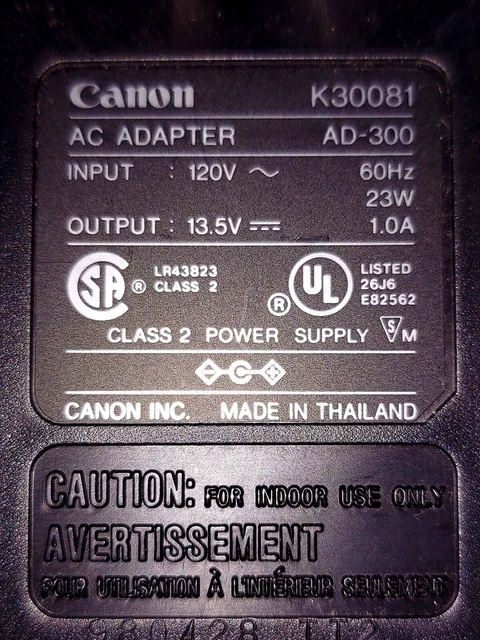 Canon K30081
AC ADAPTER AD-300
INPUT : 120V ~ 60Hz
23W
OUTPUT : 13.5V ⎓ 1.0A
CSA ® LR43823
CLASS 2
® UL LISTED
26J6
E82562
CLASS 2 POWER SUPPLY S M
CANON INC. MADE IN THAILAND
CAUTION: FOR INDOOR USE ONLY
AVERTISSEMENT
POUR UTILISATION À L'INTÉRIEUR SEULEMENT